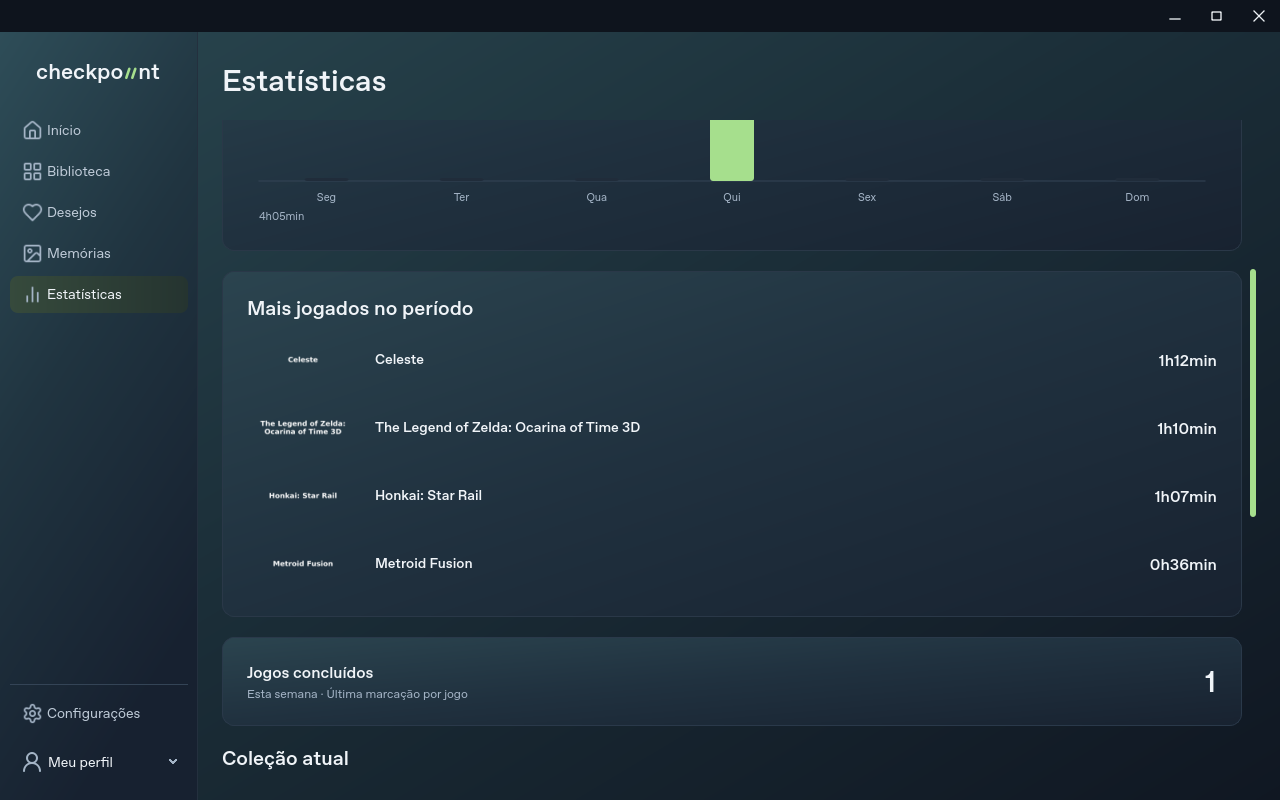 checkpoint
Estatísticas
Início
Biblioteca
Desejos
Memórias
Estatísticas
Configurações
Meu perfil
Seg Ter Qua Qui Sex Sáb Dom
4h05min
Mais jogados no período
Celeste Celeste 1h12min
The Legend of Zelda:
Ocarina of Time 3D
The Legend of Zelda: Ocarina of Time 3D 1h10min
Honkai: Star Rail Honkai: Star Rail 1h07min
Metroid Fusion Metroid Fusion 0h36min
Jogos concluídos
Esta semana · Última marcação por jogo
1
Coleção atual